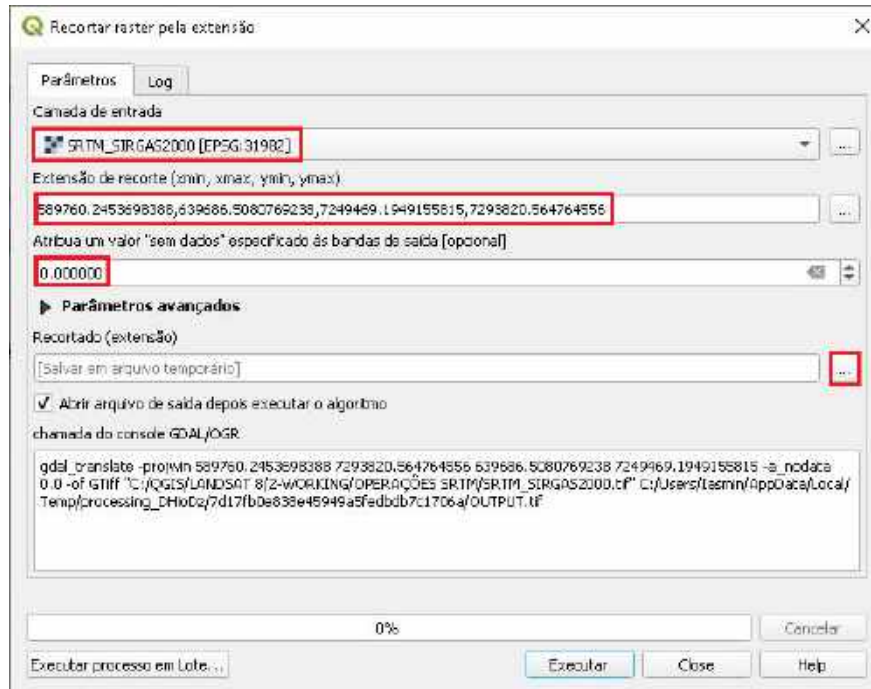 Recortar raster pela extensão
Parâmetros
Log
Camada de entrada
SRTM_SIRGAS2000 [EPSG:31982]
...
Extensão de recorte (xmin, xmax, ymin, ymax)
589760.2453698388,639686.5080769238,7249469.1949155815,7293820.564764556
...
Atribua um valor "sem dados" especificado às bandas da saída [opcional]
0.000000
Parâmetros avançados
Recortado (extensão)
[Salvar em arquivo temporário]
...
Abrir arquivo de saída depois executar o algoritmo
chamada do console GDAL/OGR
gdal_translate -projwin 589760.2453698388 7293820.564764556 639686.5080769238 7249469.1949155815 -a_nodata
0.0 -of GTiff "C:/QGIS/LANDSAT 8/2-WORKING/OPERAÇÕES SRTM/SRTM_SIRGAS2000.tif" C:/Users/Iasmin/AppData/Local/
Temp/processing_DHioDz/7d17fb0e838e45949a5fedbdb7c1706a/OUTPUT.tif
0%
Cancelar
Executar processo em Lote...
Executar
Close
Help